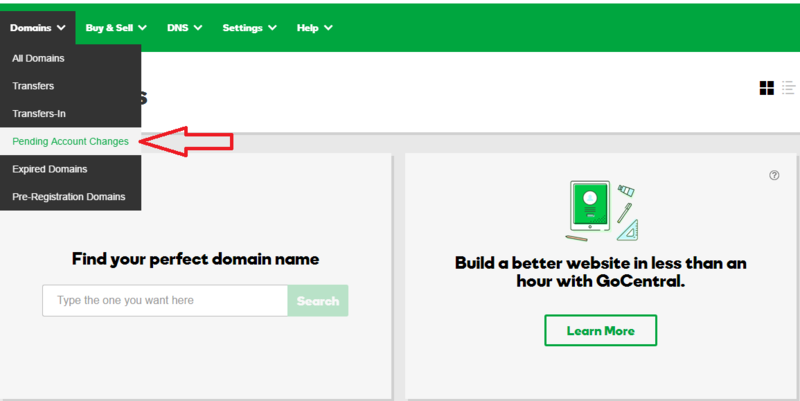 Domains
Buy & Sell
DNS
Settings
Help
All Domains
Transfers
Transfers-In
Pending Account Changes
Expired Domains
Pre-Registration Domains
Find your perfect domain name
Type the one you want here
Search
?
Build a better website in less than an
hour with GoCentral.
Learn More